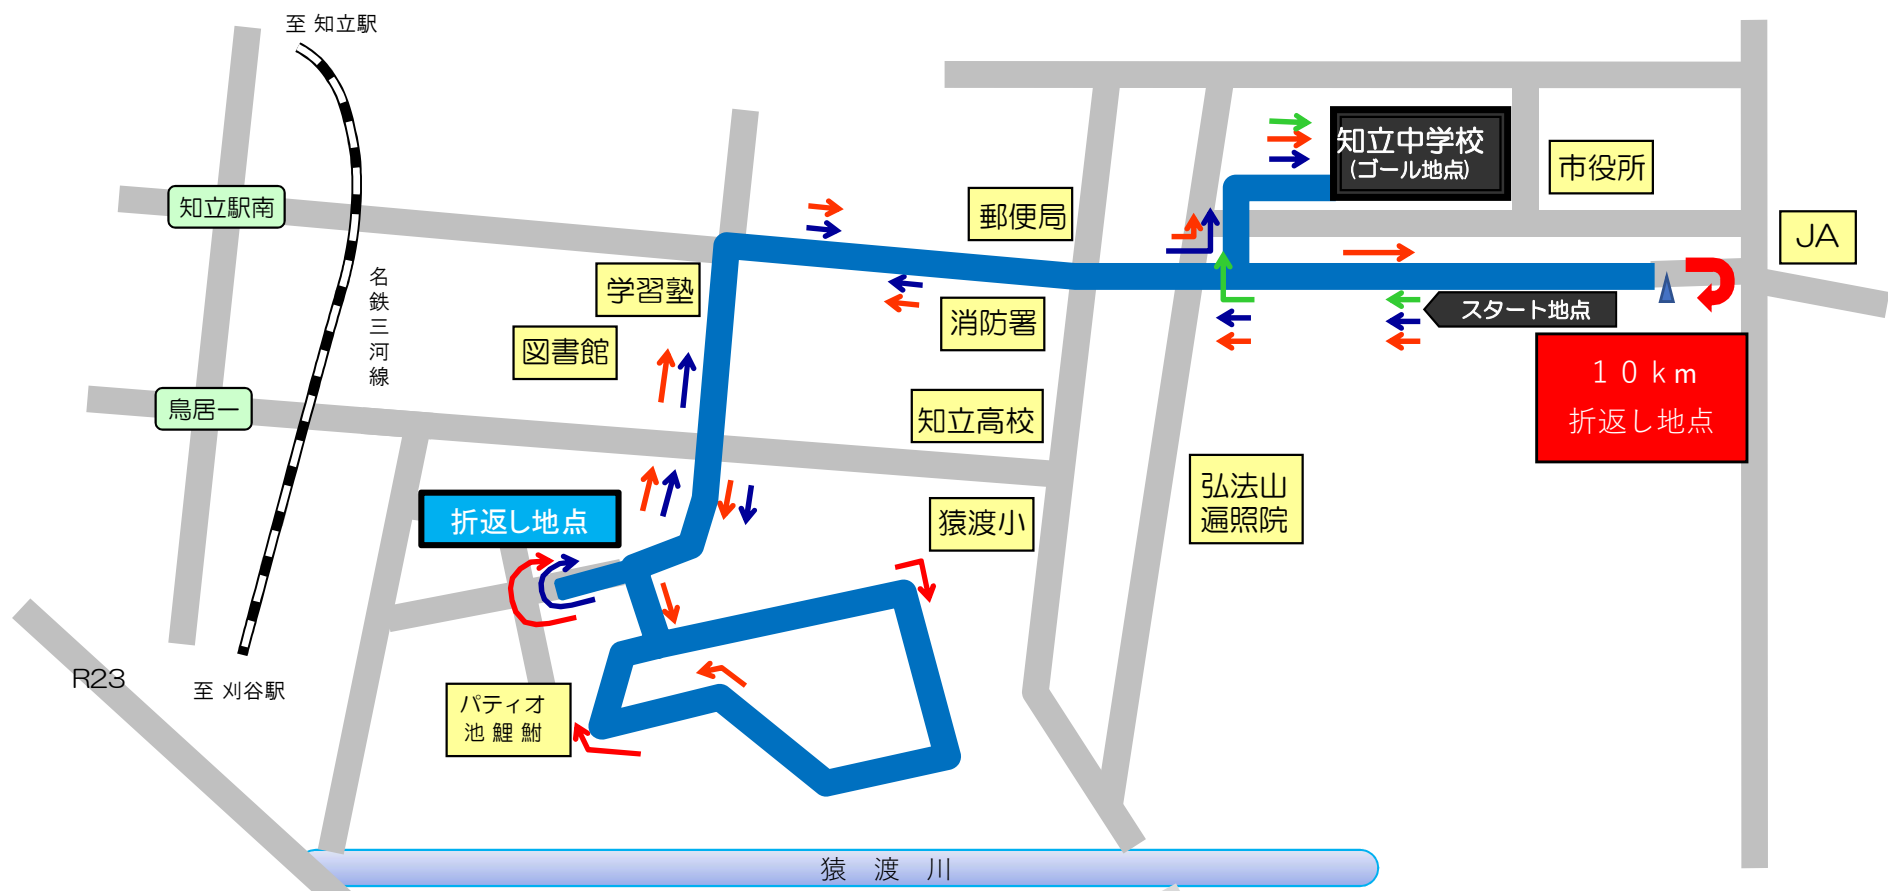 至 知立駅
知立中学校
(ゴール地点)
市役所
知立駅南
郵便局
JA
名鉄三河線
学習塾
消防署
スタート地点
図書館
10km
折返し地点
鳥居一
知立高校
弘法山
遍照院
折返し地点
猿渡小
R23
至 刈谷駅
パティオ
池鯉鮒
猿渡川